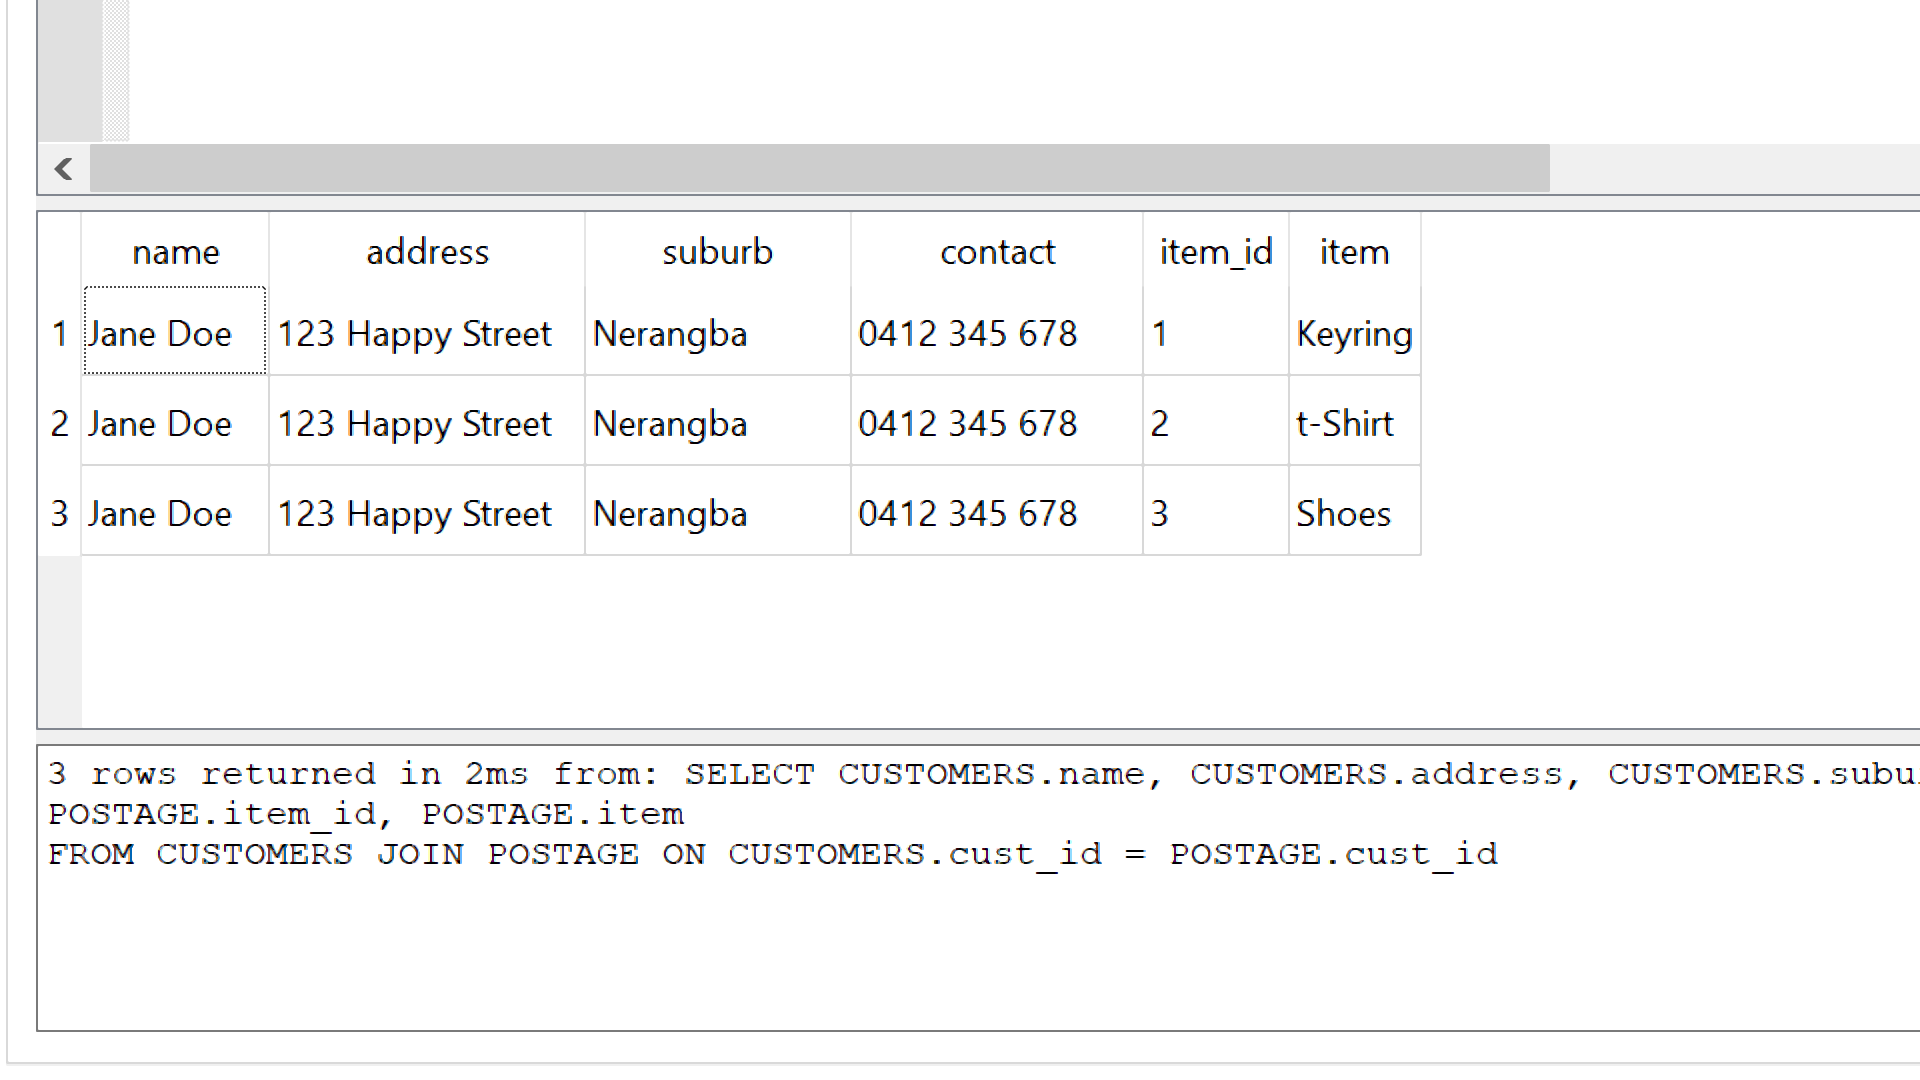 name address suburb contact item_id item
1 Jane Doe 123 Happy Street Nerangba 0412 345 678 1 Keyring
2 Jane Doe 123 Happy Street Nerangba 0412 345 678 2 t-Shirt
3 Jane Doe 123 Happy Street Nerangba 0412 345 678 3 Shoes
3 rows returned in 2ms from: SELECT CUSTOMERS.name, CUSTOMERS.address,
POSTAGE.item_id, POSTAGE.item
FROM CUSTOMERS JOIN POSTAGE ON CUSTOMERS.cust_id = POSTAGE.cust_id